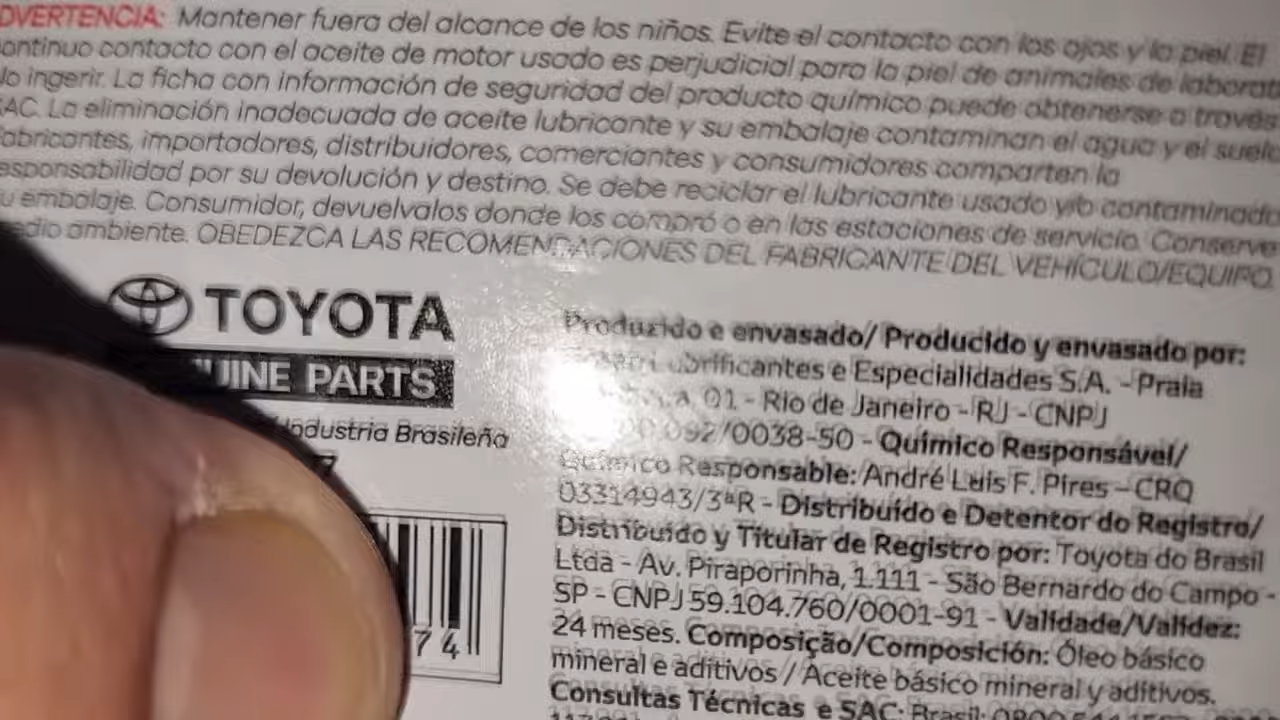 ADVERTENCIA: Mantener fuera del alcance de los niños. Evite el contacto con los ojos y la piel. El
continuo contacto con el aceite de motor usado es perjudicial para la piel de animales de laborat
No ingerir. La ficha con información de seguridad del producto químico puede obtenerse a través
SAC. La eliminación inadecuada de aceite lubricante y su embalaje contaminan el agua y el suelo
fabricantes, importadores, distribuidores, comerciantes y consumidores comparten la
esponsabilidad por su devolución y destino. Se debe reciclar el lubricante usado y/o contaminado
u embalaje. Consumidor, devuelvalos donde los compró o en las estaciones de servicio. Conserve
edio ambiente. OBEDEZCA LAS RECOMENDACIONES DEL FABRICANTE DEL VEHÍCULO/EQUIPO.
TOYOTA
UINE PARTS
Industria Brasileña
7
74
Produzido e envasado/ Producido y envasado por:
Lubrificantes e Especialidades S.A. - Praia
01 - Rio de Janeiro - RJ - CNPJ
092/0038-50 - Químico Responsável/
Químico Responsable: André Luis F. Pires - CRQ
03314943/3ªR - Distribuído e Detentor do Registro/
Distribuído y Titular de Registro por: Toyota do Brasil
Ltda - Av. Piraporinha, 1.111 - São Bernardo do Campo -
SP - CNPJ 59.104.760/0001-91 - Validade/Validez:
24 meses. Composição/Composición: Óleo básico
mineral e aditivos / Aceite básico mineral y aditivos.
Consultas Técnicas e SAC: Brasil: